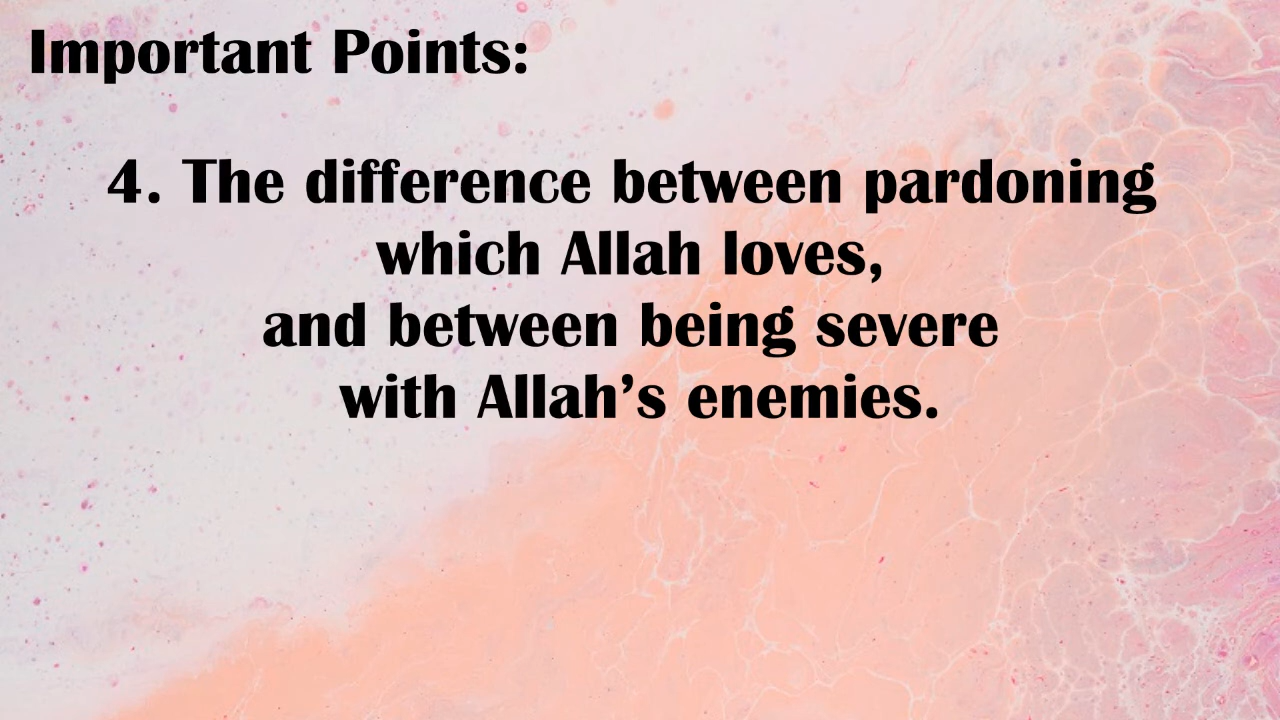 Important Points:
4. The difference between pardoning
which Allah loves,
and between being severe
with Allah’s enemies.